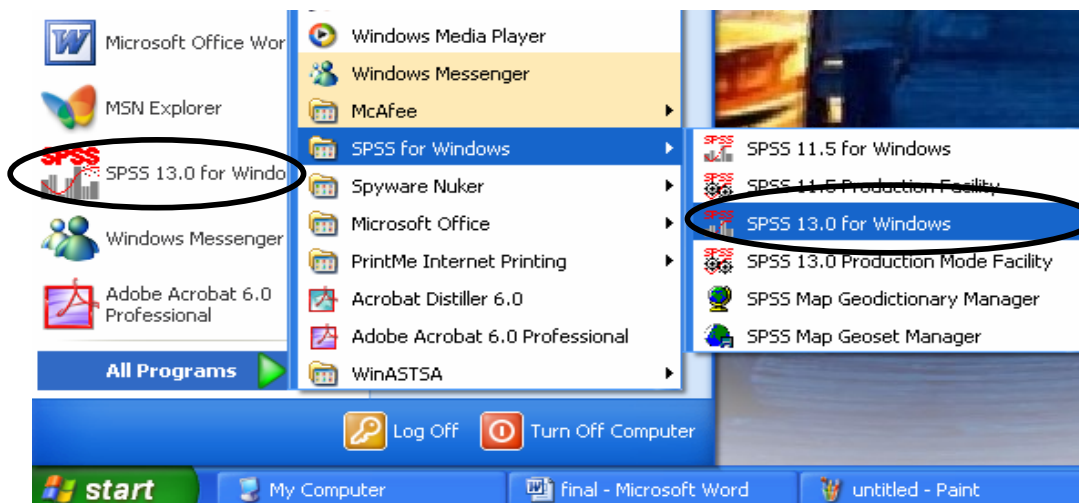 Microsoft Office Wor
MSN Explorer
SPSS
SPSS 13.0 for Windo
Windows Messenger
Adobe Acrobat 6.0
Professional
All Programs
Windows Media Player
Windows Messenger
McAfee
SPSS for Windows
Spyware Nuker
Microsoft Office
PrintMe Internet Printing
Acrobat Distiller 6.0
Adobe Acrobat 6.0 Professional
WinASTSA
SPSS 11.5 for Windows
SPSS 11.5 Production Facility
SPSS 13.0 for Windows
SPSS 13.0 Production Mode Facility
SPSS Map Geodictionary Manager
SPSS Map Geoset Manager
Log Off
Turn Off Computer
start
My Computer
final - Microsoft Word
untitled - Paint